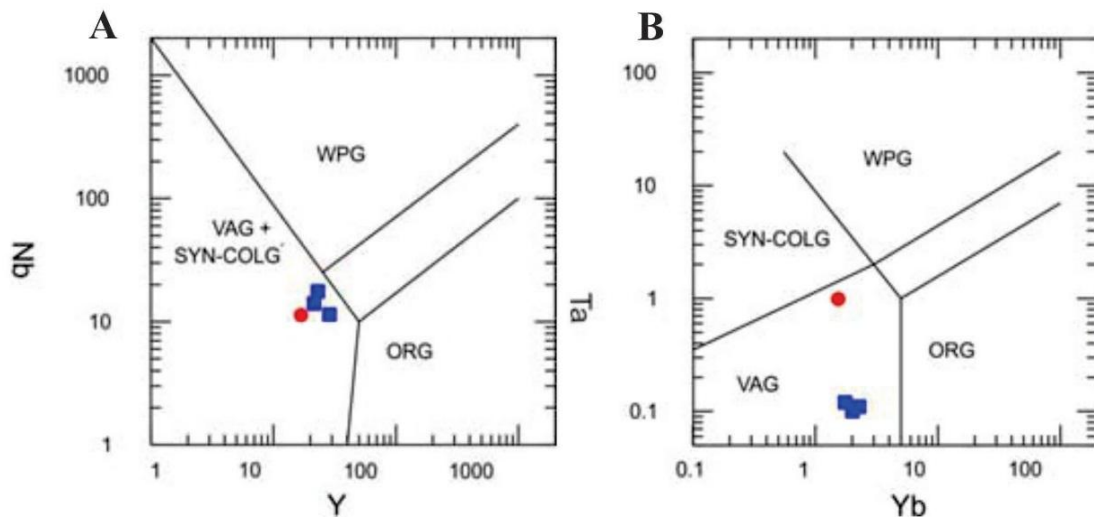 A
1000
100
10
1
Nb
WPG
VAG +
SYN-COLG
ORG
1 10 100 1000
Y
B
100
10
1
0.1
Ta
WPG
SYN-COLG
VAG
ORG
0.1 1 10 100
Yb